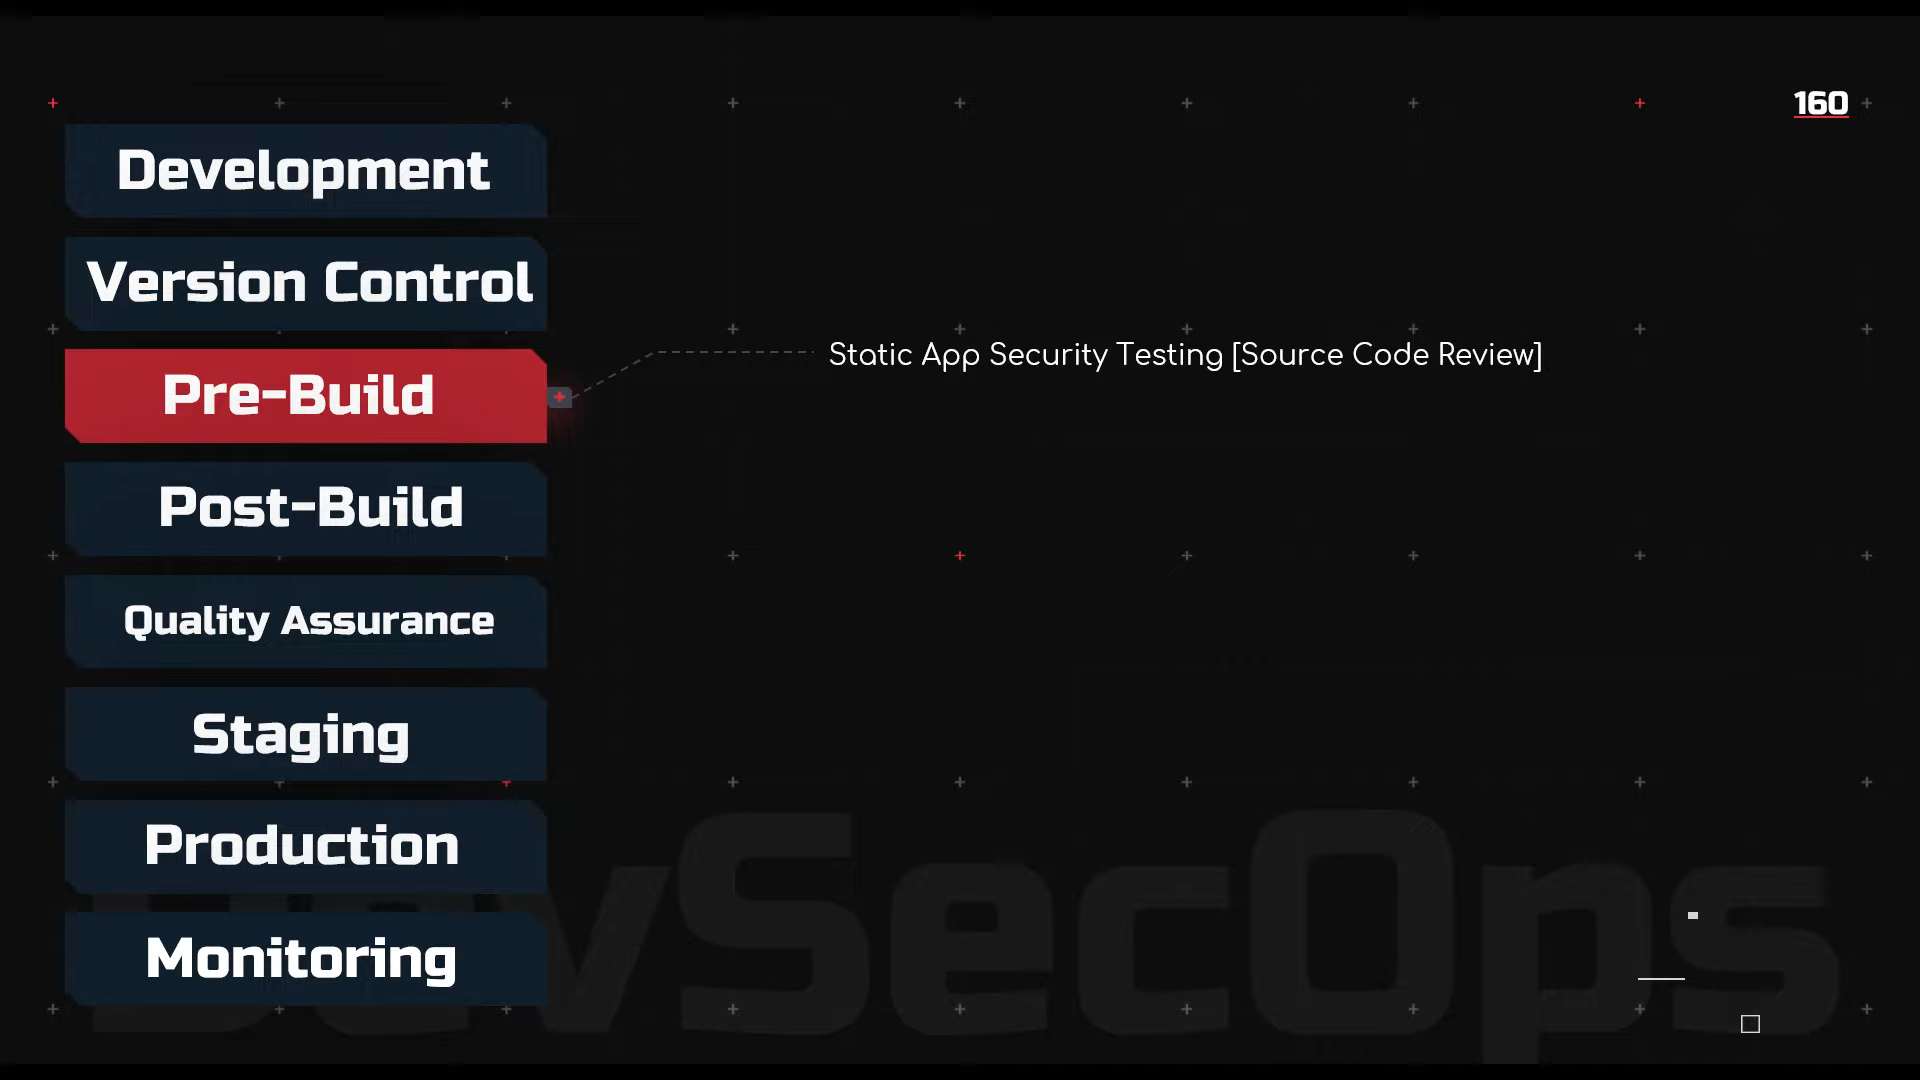 160
Development
Version Control
Pre-Build
Static App Security Testing [Source Code Review]
Post-Build
Quality Assurance
Staging
Production
Monitoring
DevSecOps